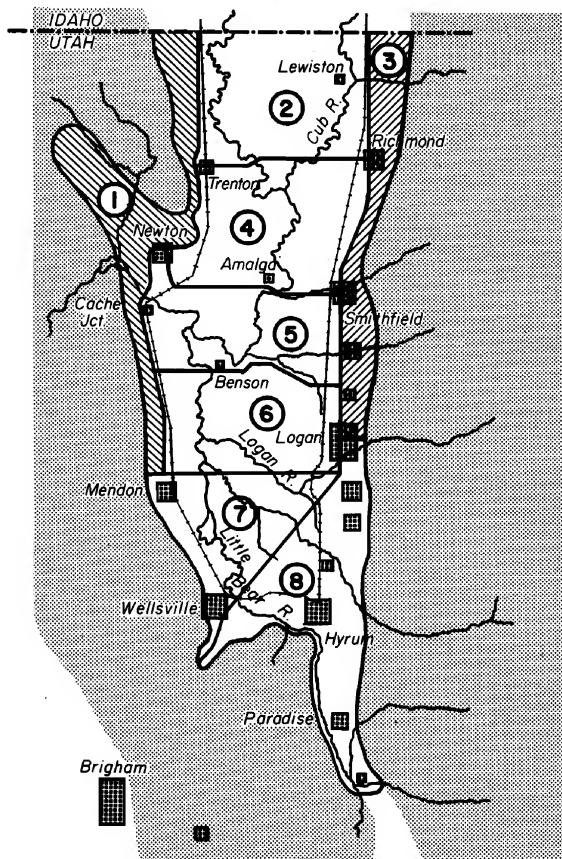 IDAHO
UTAH
3
Lewiston
2
Cub R.
Richmond
Trenton
1
4
Newton
Amalga
Cache
Jct.
Smithfield
5
Benson
6
Logan
Logan R.
Mendon
7
Little
Bear R.
8
Wellsville
Hyrum
Paradise
Brigham